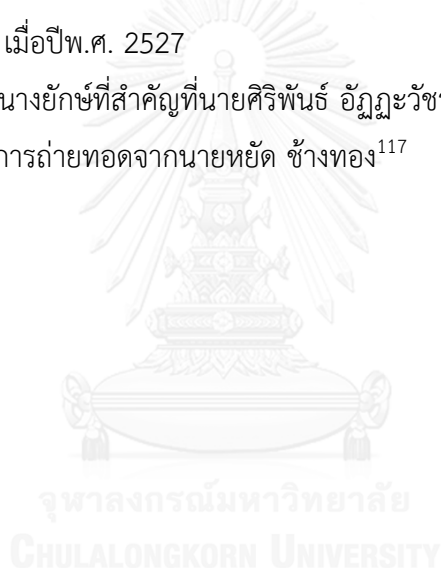 เมื่อปีพ.ศ. 2527
นางยักษ์ที่สำคัญที่นายศิริพันธ์ อัฏฏะวัชร
การถ่ายทอดจากนายหยัด ช้างทอง117
จุฬาลงกรณ์มหาวิทยาลัย
CHULALONGKORN UNIVERSITY